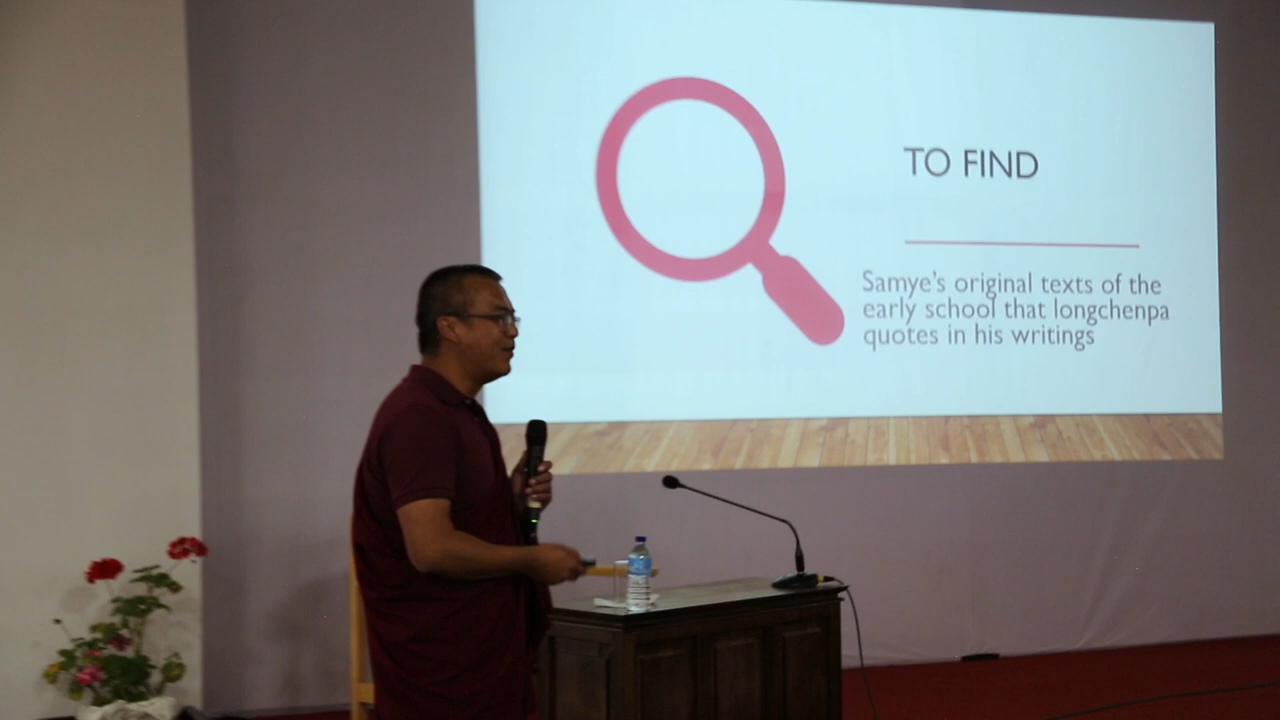 TO FIND
Samye's original texts of the
early school that longchenpa
quotes in his writings